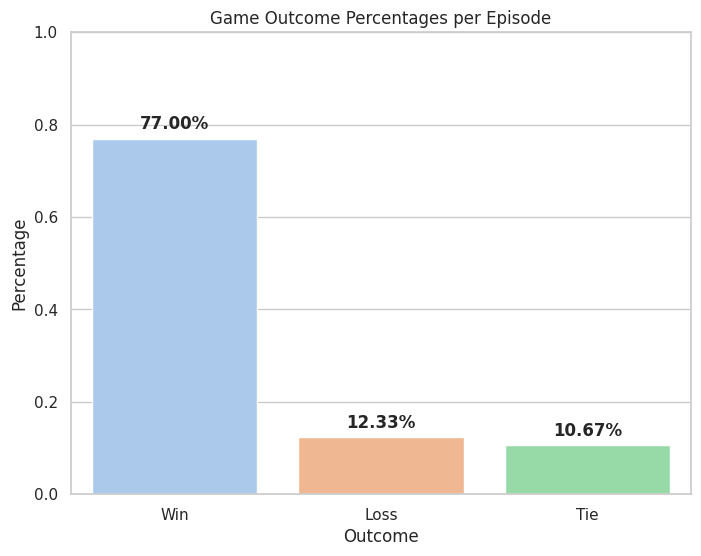 Game Outcome Percentages per Episode
1.0
0.8
0.6
0.4
0.2
0.0
Percentage
77.00%
12.33%
10.67%
Win
Loss
Tie
Outcome